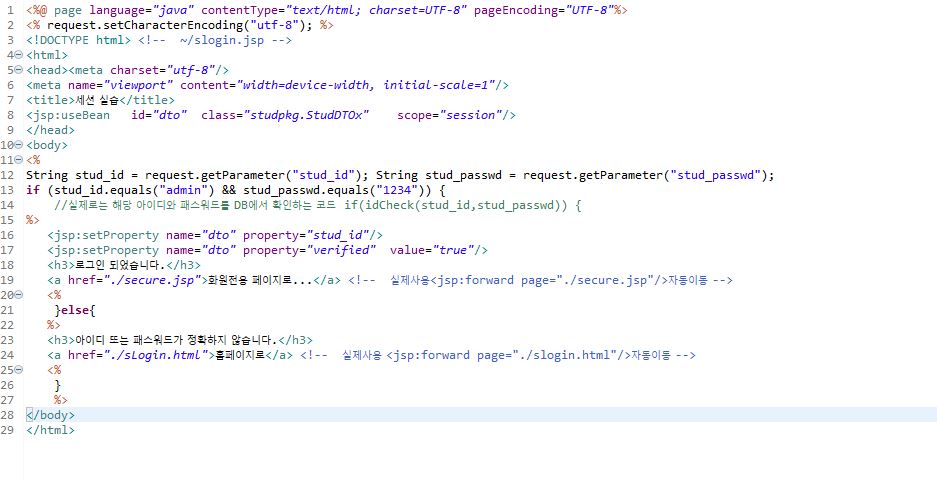 1 <%@ page language="java" contentType="text/html; charset=UTF-8" pageEncoding="UTF-8"%>
2 <% request.setCharacterEncoding("utf-8"); %>
3 <!DOCTYPE html> <!-- ~/slogin.jsp -->
4 <html>
5 <head><meta charset="utf-8"/>
6 <meta name="viewport" content="width=device-width, initial-scale=1"/>
7 <title>세션 실습</title>
8 <jsp:useBean id="dto" class="studpkg.StudDTOx" scope="session"/>
9 </head>
10 <body>
11 <%
12 String stud_id = request.getParameter("stud_id"); String stud_passwd = request.getParameter("stud_passwd");
13 if (stud_id.equals("admin") && stud_passwd.equals("1234")) {
14 //실제로는 해당 아이디와 패스워드를 DB에서 확인하는 코드 if(idCheck(stud_id,stud_passwd)) {
15 %>
16 <jsp:setProperty name="dto" property="stud_id"/>
17 <jsp:setProperty name="dto" property="verified" value="true"/>
18 <h3>로그인 되었습니다.</h3>
19 <a href="./secure.jsp">화원전용 페이지로...</a> <!-- 실제사용<jsp:forward page="./secure.jsp"/>자동이동 -->
20 <%
21 }else{
22 %>
23 <h3>아이디 또는 패스워드가 정확하지 않습니다.</h3>
24 <a href="./sLogin.html">홈페이지로</a> <!-- 실제사용 <jsp:forward page="./slogin.html"/>자동이동 -->
25 <%
26 }
27 %>
28 </body>
29 </html>